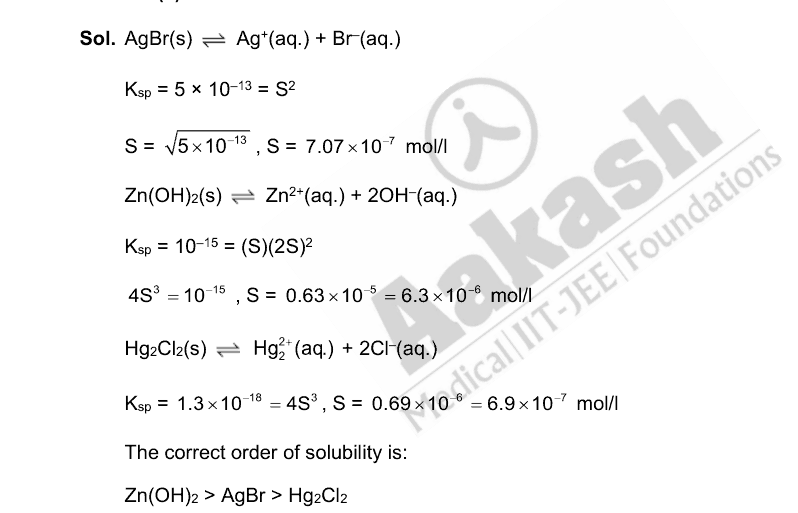 Sol. AgBr(s) ⇌ Ag⁺(aq.) + Br⁻(aq.)
Kₛₚ = 5 × 10⁻¹³ = S²
S = √(5×10⁻¹³) , S = 7.07×10⁻⁷ mol/l
Zn(OH)₂(s) ⇌ Zn²⁺(aq.) + 2OH⁻(aq.)
Kₛₚ = 10⁻¹⁵ = (S)(2S)²
4S³ = 10⁻¹⁵ , S = 0.63×10⁻⁵ = 6.3×10⁻⁶ mol/l
Hg₂Cl₂(s) ⇌ Hg₂²⁺(aq.) + 2Cl⁻(aq.)
Kₛₚ = 1.3×10⁻¹⁸ = 4S³ , S = 0.69×10⁻⁶ = 6.9×10⁻⁷ mol/l
The correct order of solubility is:
Zn(OH)₂ > AgBr > Hg₂Cl₂
Aakash
Medical|IIT-JEE|Foundations